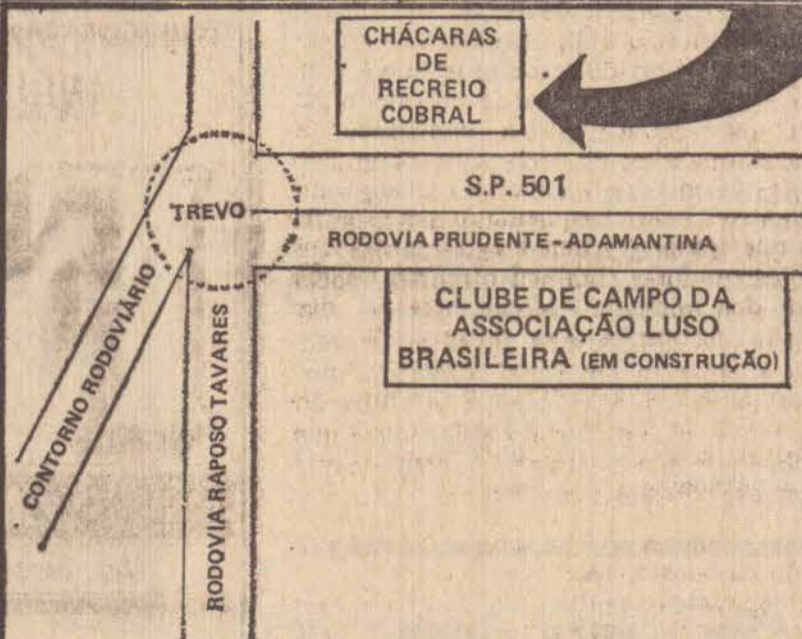 CHÁCARAS
DE
RECREIO
COBRAL
S.P. 501
TREVO
RODOVIA PRUDENTE - ADAMANTINA
CLUBE DE CAMPO DA
ASSOCIAÇÃO LUSO
BRASILEIRA (EM CONSTRUÇÃO)
CONTORNO RODOVIÁRIO
RODOVIA RAPOSO TAVARES